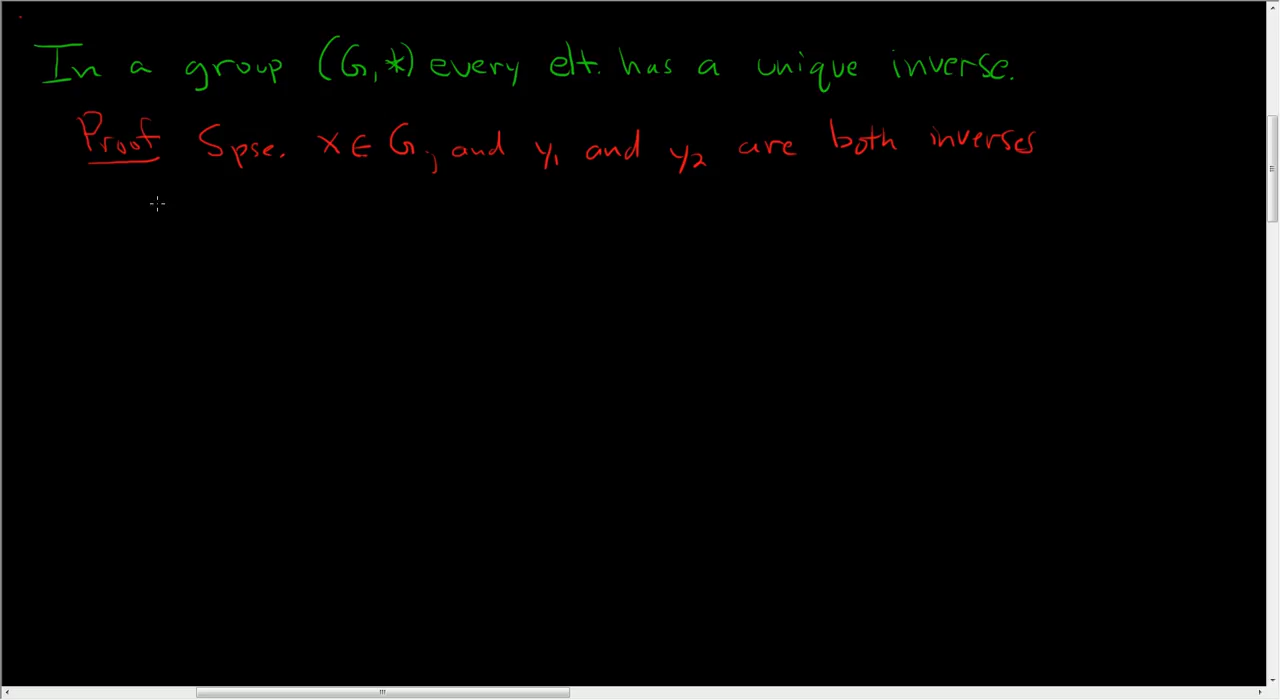 In a group (G,*) every elt. has a unique inverse.
Proof Spse. x ∈ G, and y₁ and y₂ are both inverses